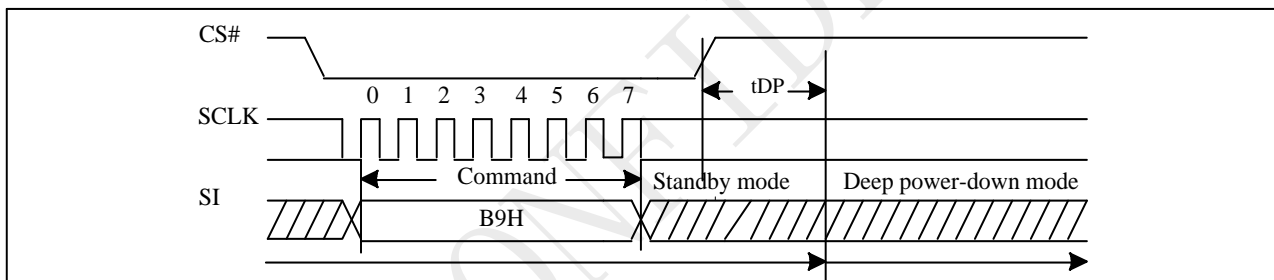 CS#
tDP
0 1 2 3 4 5 6 7
SCLK
Command
Standby mode
Deep power-down mode
SI
B9H